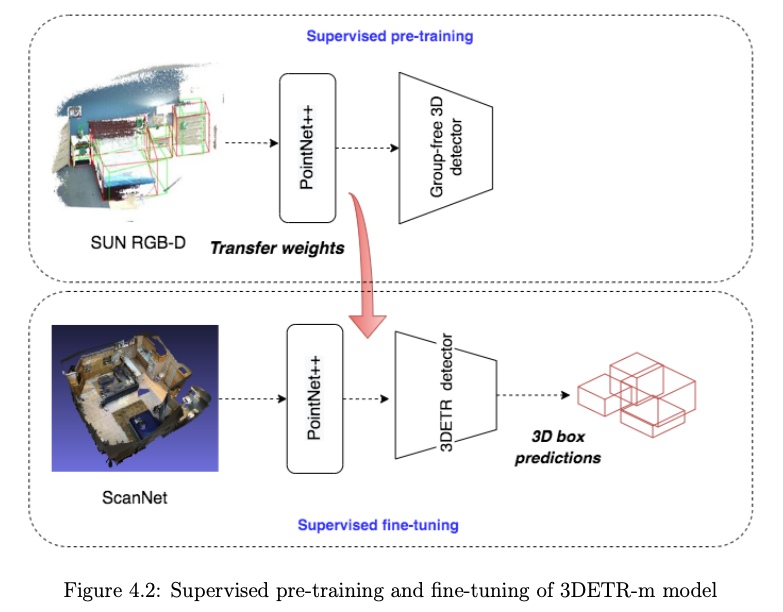 Supervised pre-training
PointNet++
Group-free 3D
detector
SUN RGB-D
Transfer weights
PointNet++
3DETR detector
3D box
predictions
ScanNet
Supervised fine-tuning
Figure 4.2: Supervised pre-training and fine-tuning of 3DETR-m model